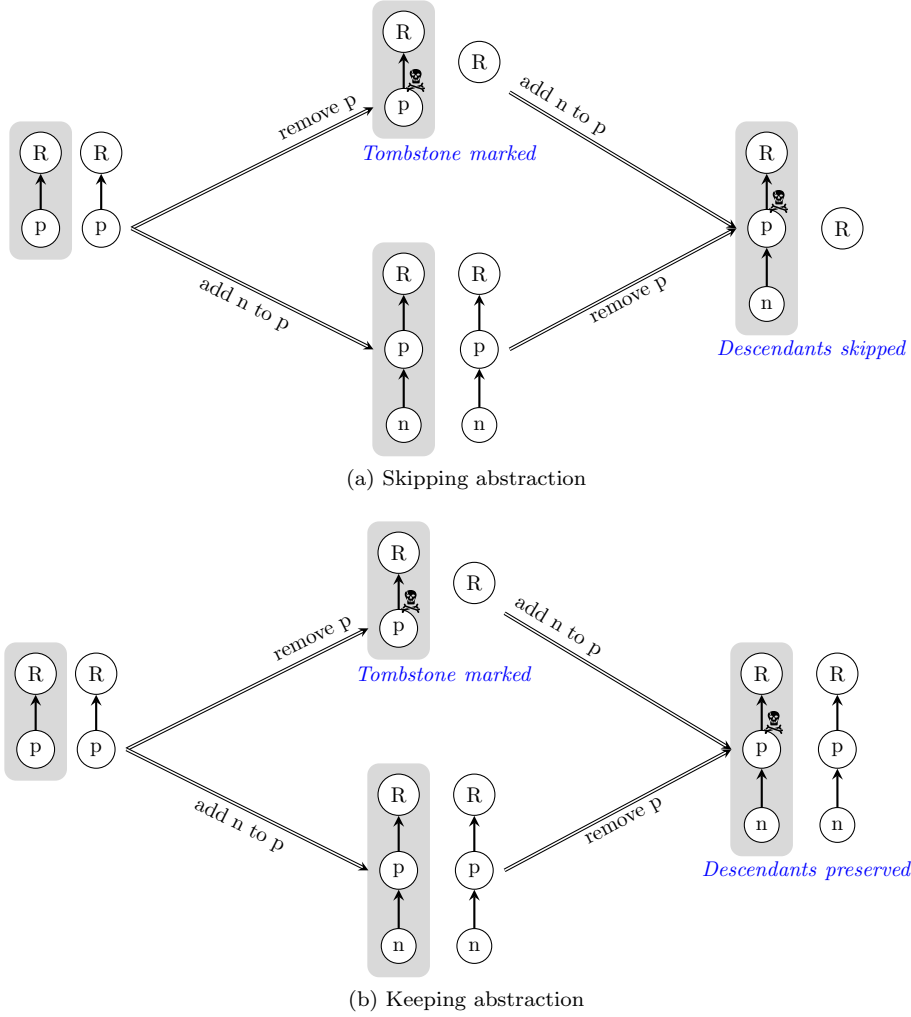 R
R
p
remove p
Tombstone marked
add n to p
R
R
R
R
p
p
p
n
R
add n to p
R
R
p
p
n
n
remove p
Descendants skipped
(a) Skipping abstraction
R
R
p
remove p
Tombstone marked
add n to p
R
R
R
R
p
p
p
p
n
n
add n to p
R
R
p
p
n
n
remove p
Descendants preserved
(b) Keeping abstraction